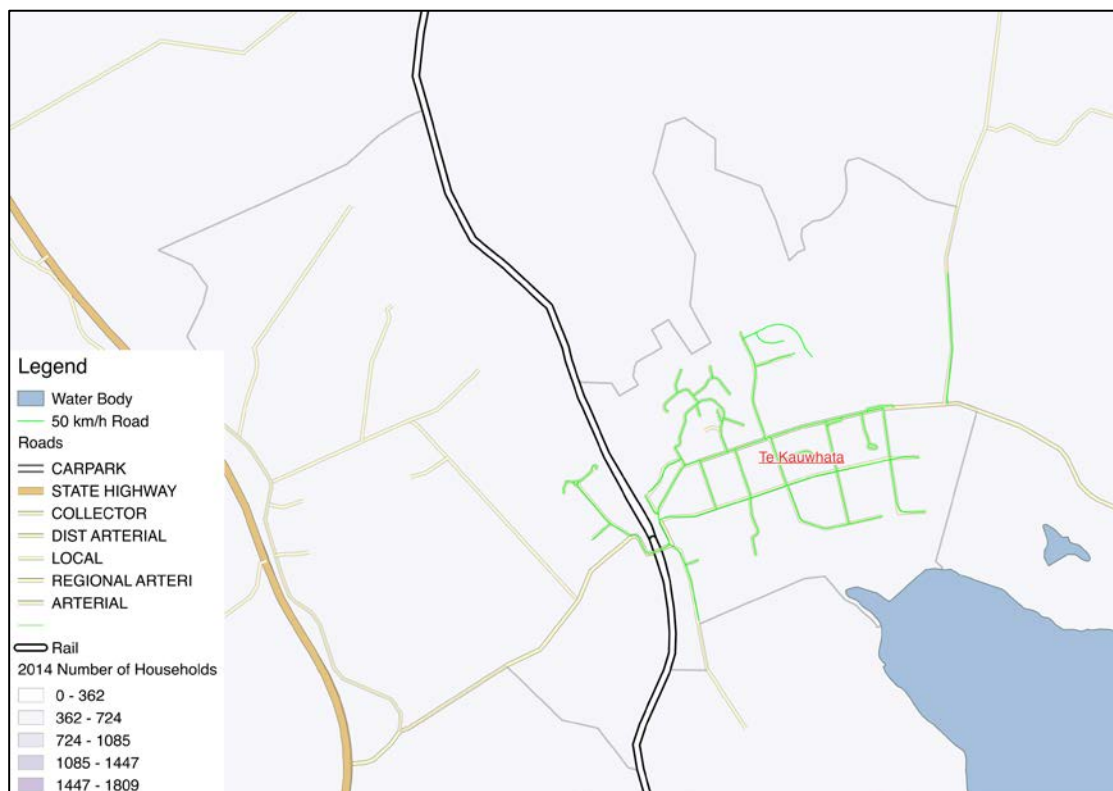 Te Kauwhata
Legend
Water Body
50 km/h Road
Roads
CARPARK
STATE HIGHWAY
COLLECTOR
DIST ARTERIAL
LOCAL
REGIONAL ARTERI
ARTERIAL
Rail
2014 Number of Households
0 - 362
362 - 724
724 - 1085
1085 - 1447
1447 - 1809